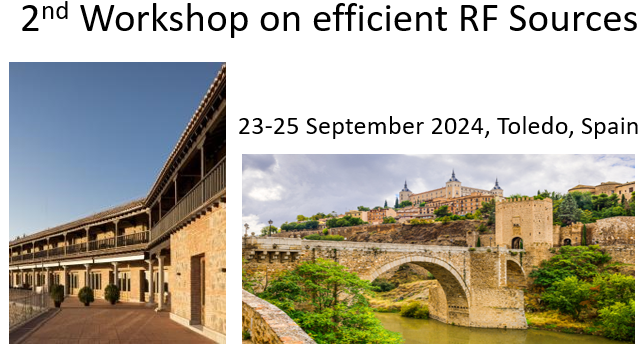 2nd Workshop on efficient RF Sources
23-25 September 2024, Toledo, Spain